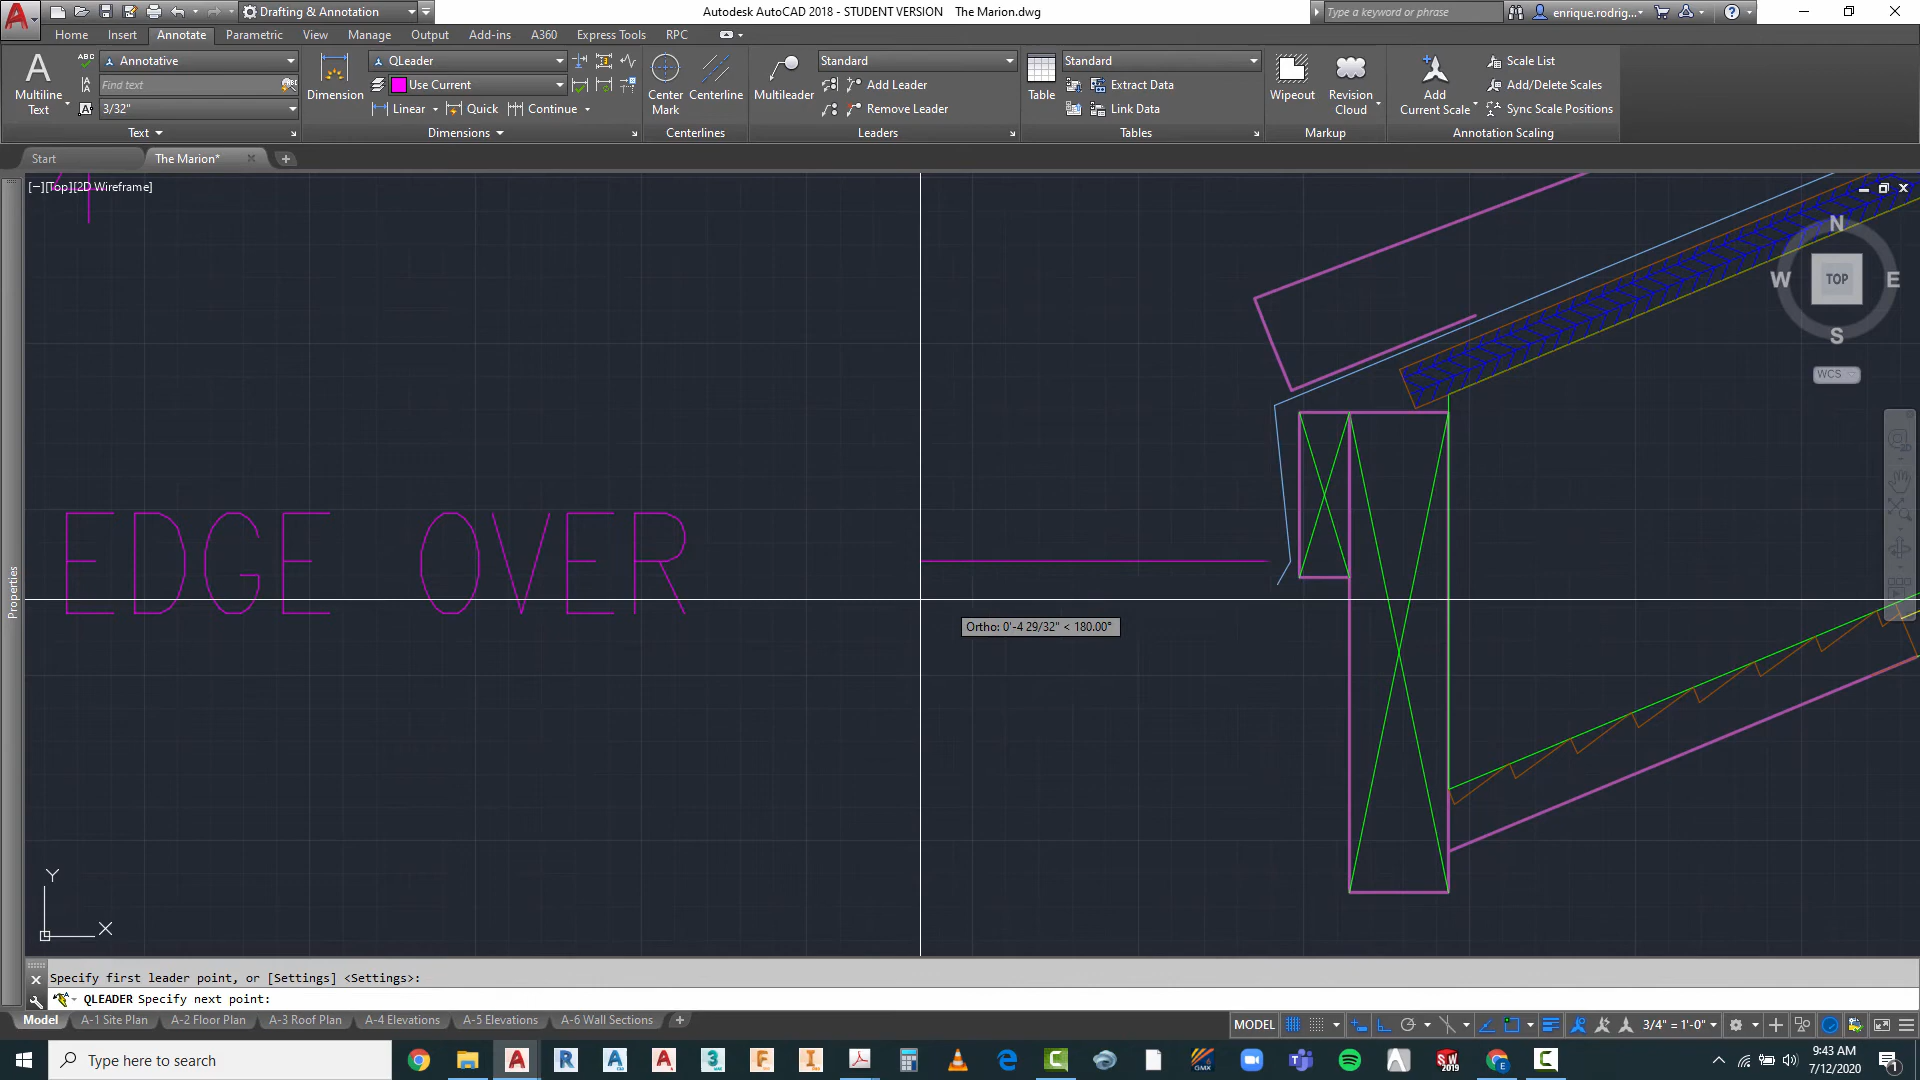 Drafting & Annotation
Autodesk AutoCAD 2018 - STUDENT VERSION The Marion.dwg
Type a keyword or phrase
enrique.rodrig...
Home Insert Annotate Parametric View Manage Output Add-ins A360 Express Tools RPC
Multiline Text
Annotative
Find text
3/32"
Text
Dimension
QLeader
Use Current
Linear Quick Continue
Dimensions
Center Mark
Centerline
Centerlines
Multileader
Standard
Add Leader
Remove Leader
Leaders
Table
Standard
Extract Data
Link Data
Tables
Wipeout
Revision Cloud
Markup
Add Current Scale
Scale List
Add/Delete Scales
Sync Scale Positions
Annotation Scaling
Start
The Marion*
[−][Top][2D Wireframe]
N
W TOP E
S
WCS
EDGE OVER
Ortho: 0'-4 29/32" < 180.00°
Properties
Y
X
Specify first leader point, or [Settings] <Settings>:
QLEADER Specify next point:
Model A-1 Site Plan A-2 Floor Plan A-3 Roof Plan A-4 Elevations A-5 Elevations A-6 Wall Sections
MODEL
3/4" = 1'-0"
Type here to search
9:43 AM
7/12/2020